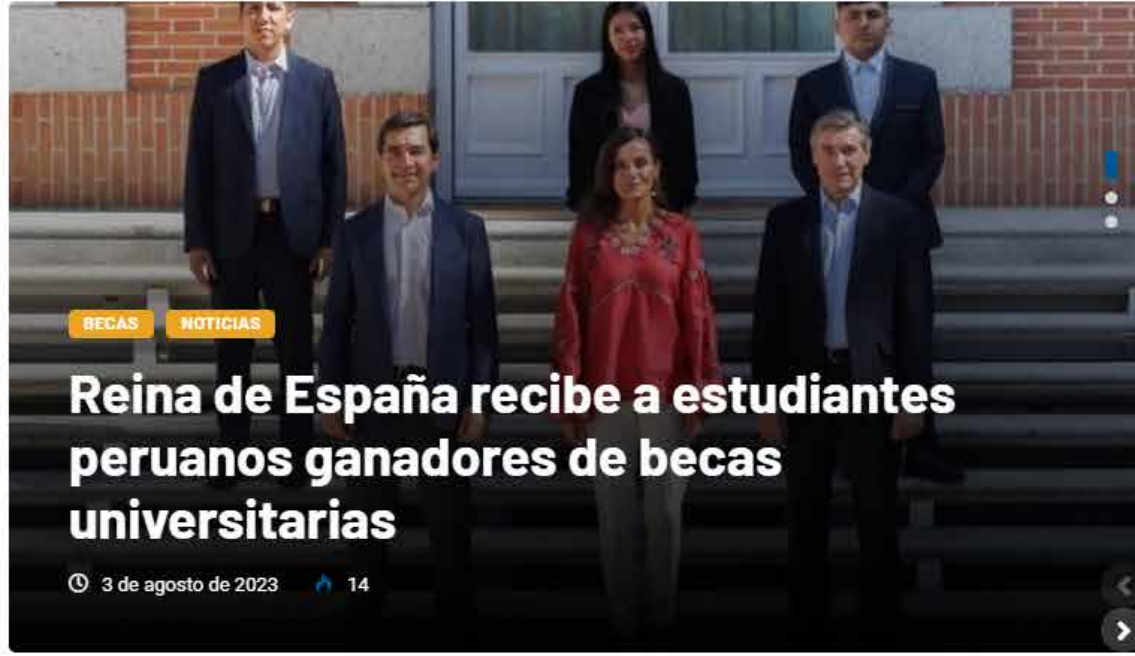 BECAS NOTICIAS
Reina de España recibe a estudiantes
peruanos ganadores de becas
universitarias
3 de agosto de 2023 14